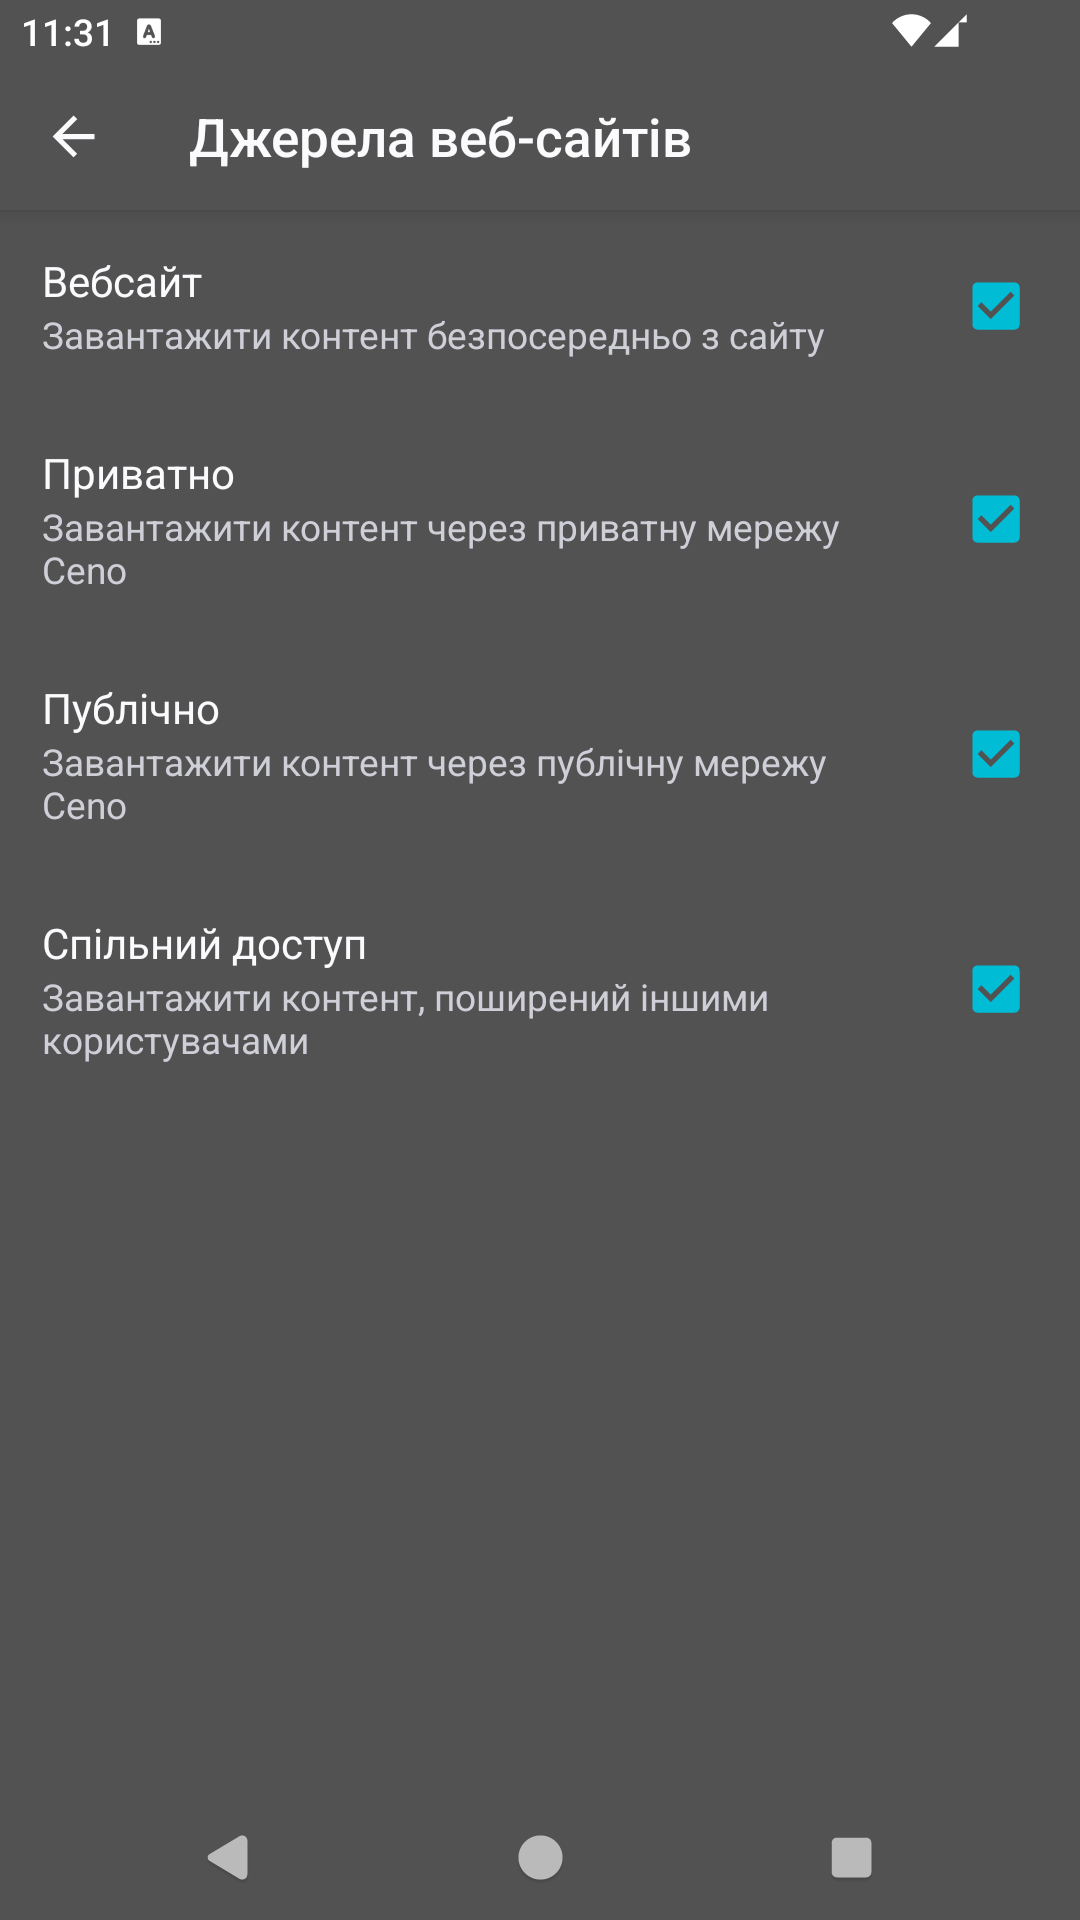 11:31
Джерела веб-сайтів
Вебсайт
Завантажити контент безпосередньо з сайту
Приватно
Завантажити контент через приватну мережу
Ceno
Публічно
Завантажити контент через публічну мережу
Ceno
Спільний доступ
Завантажити контент, поширений іншими
користувачами